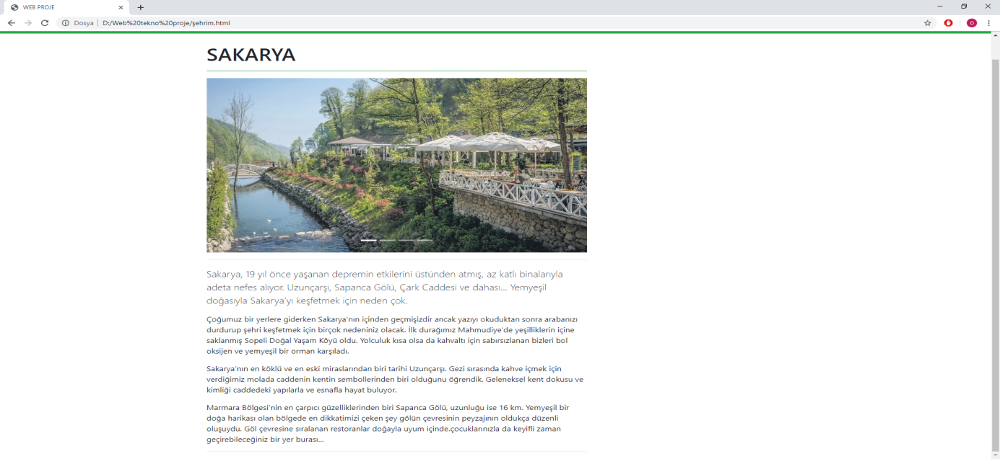 WEB PROJE
Dosya
D:/Web%20tekno%20proje/şehrim.html
O
SAKARYA
Sakarya, 19 yıl önce yaşanan depremin etkilerini üstünden atmış, az katlı binalarıyla
adeta nefes alıyor. Uzunçarşı, Sapanca Gölü, Çark Caddesi ve dahası... Yemyeşil
doğasıyla Sakarya'yı keşfetmek için neden çok.
Çoğumuz bir yerlere giderken Sakarya'nın içinden geçmişizdir ancak yazıyı okuduktan sonra arabanızı
durdurup şehri keşfetmek için birçok nedeniniz olacak. İlk durağımız Mahmudiye'de yeşilliklerin içine
saklanmış Sopeli Doğal Yaşam Köyü oldu. Yolculuk kısa olsa da kahvaltı için sabırsızlanan bizleri bol
oksijen ve yemyeşil bir orman karşıladı.
Sakarya'nın en köklü ve en eski miraslarından biri tarihi Uzunçarşı. Gezi sırasında kahve içmek için
verdiğimiz molada caddenin kentin sembollerinden biri olduğunu öğrendik. Geleneksel kent dokusu ve
kimliği caddedeki yapılarla ve esnafla hayat buluyor.
Marmara Bölgesi'nin en çarpıcı güzelliklerinden biri Sapanca Gölü, uzunluğu ise 16 km. Yemyeşil bir
doğa harikası olan bölgede en dikkatimizi çeken şey gölün çevresinin peyzajının oldukça düzenli
oluşuydu. Göl çevresine sıralanan restoranlar doğayla uyum içinde.çocuklarınızla da keyifli zaman
geçirebileceğiniz bir yer burası...